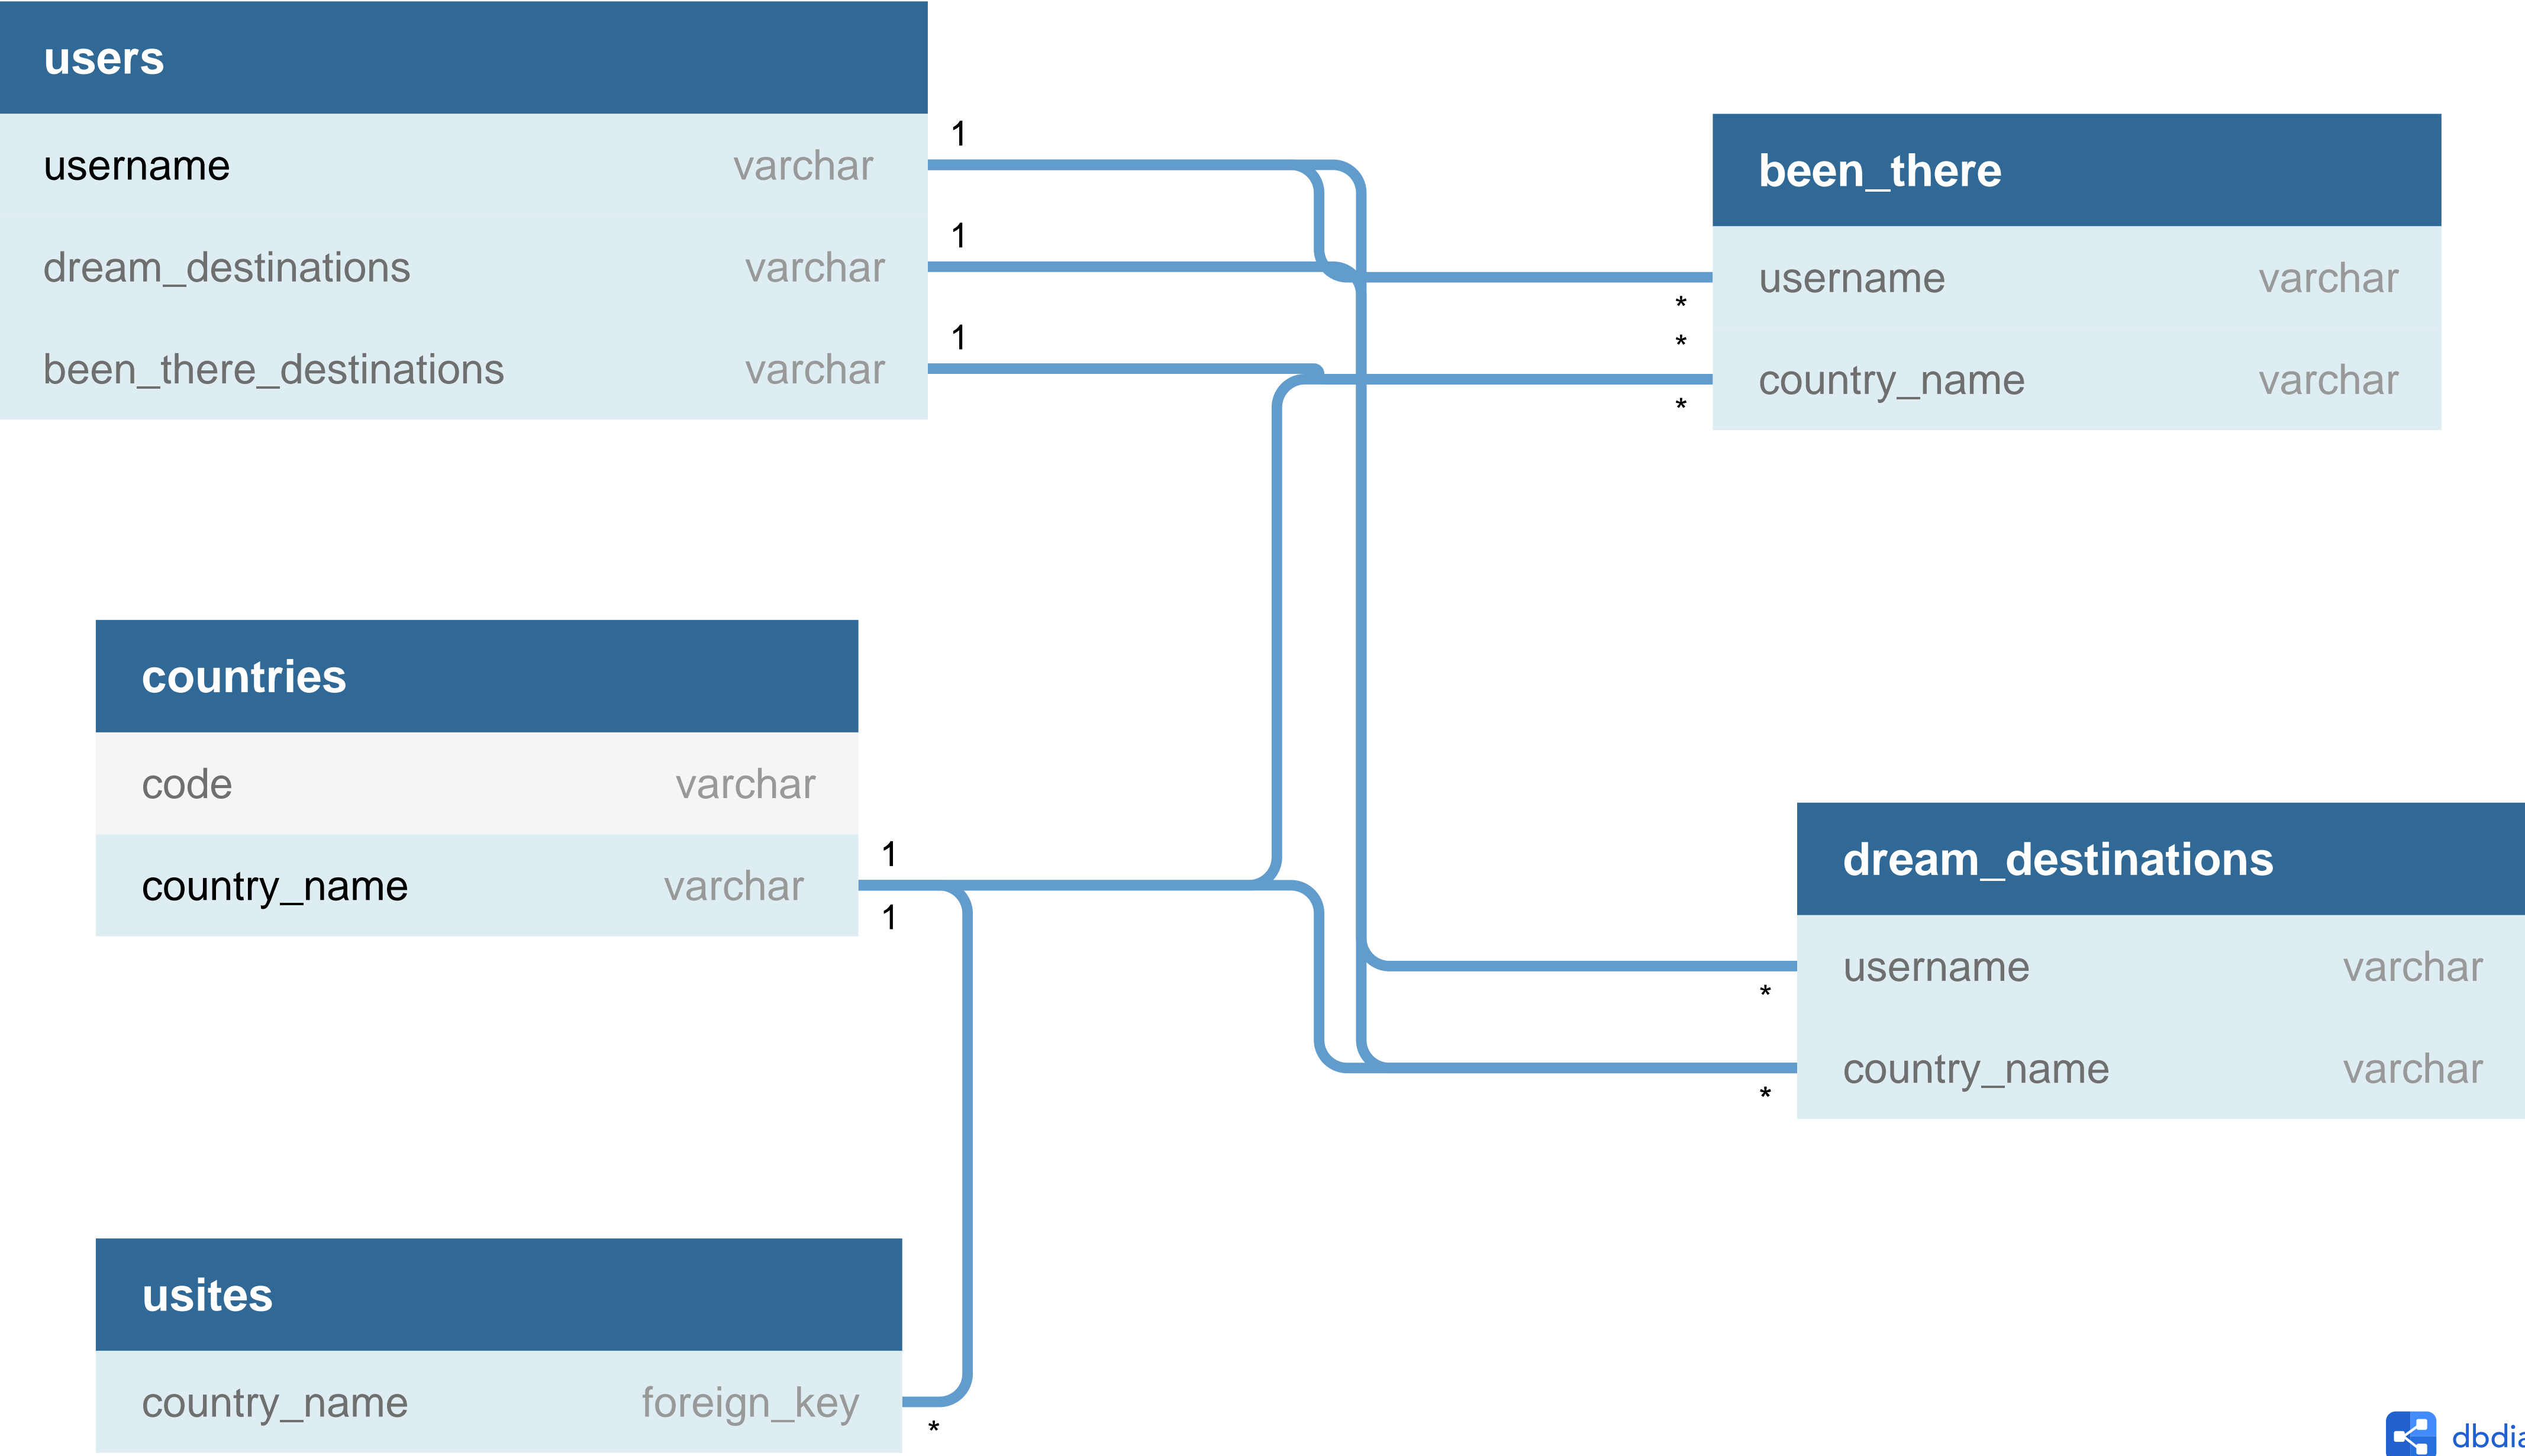 users
username varchar
dream_destinations varchar
been_there_destinations varchar
1
1
1
been_there
username varchar
country_name varchar
*
*
*
countries
code varchar
country_name varchar
1
1
dream_destinations
username varchar
country_name varchar
*
*
usites
country_name foreign_key
*
dbdia